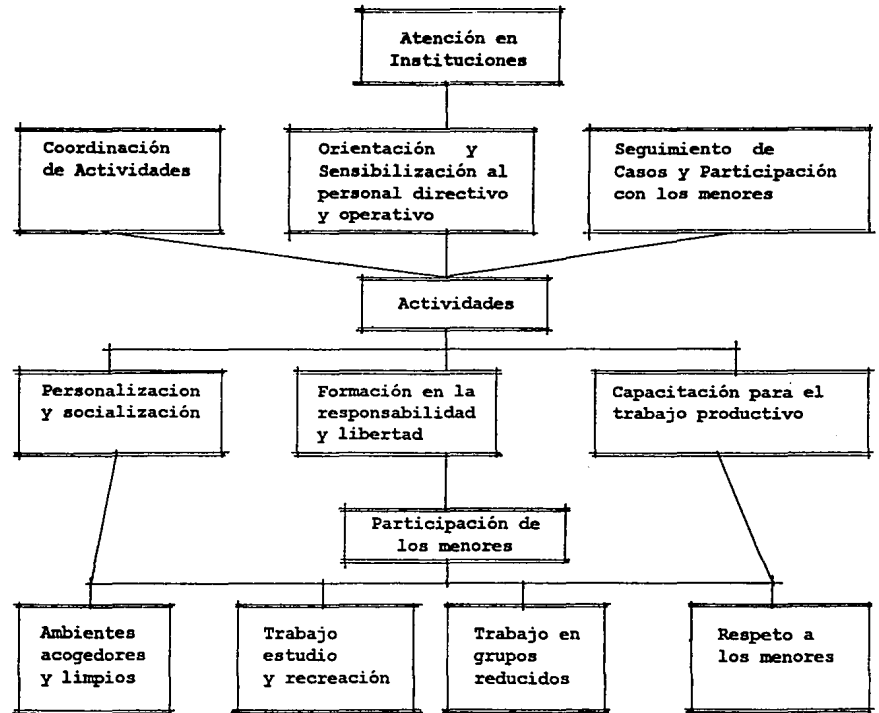 Atención en
Instituciones
Coordinación
de Actividades
Orientación y
Sensibilización al
personal directivo
y operativo
Seguimiento de
Casos y Participación
con los menores
Actividades
Personalizacion
y socialización
Formación en la
responsabilidad
y libertad
Capacitación para el
trabajo productivo
Participación de
los menores
Ambientes
acogedores
y limpios
Trabajo
estudio
y recreación
Trabajo en
grupos
reducidos
Respeto a
los menores